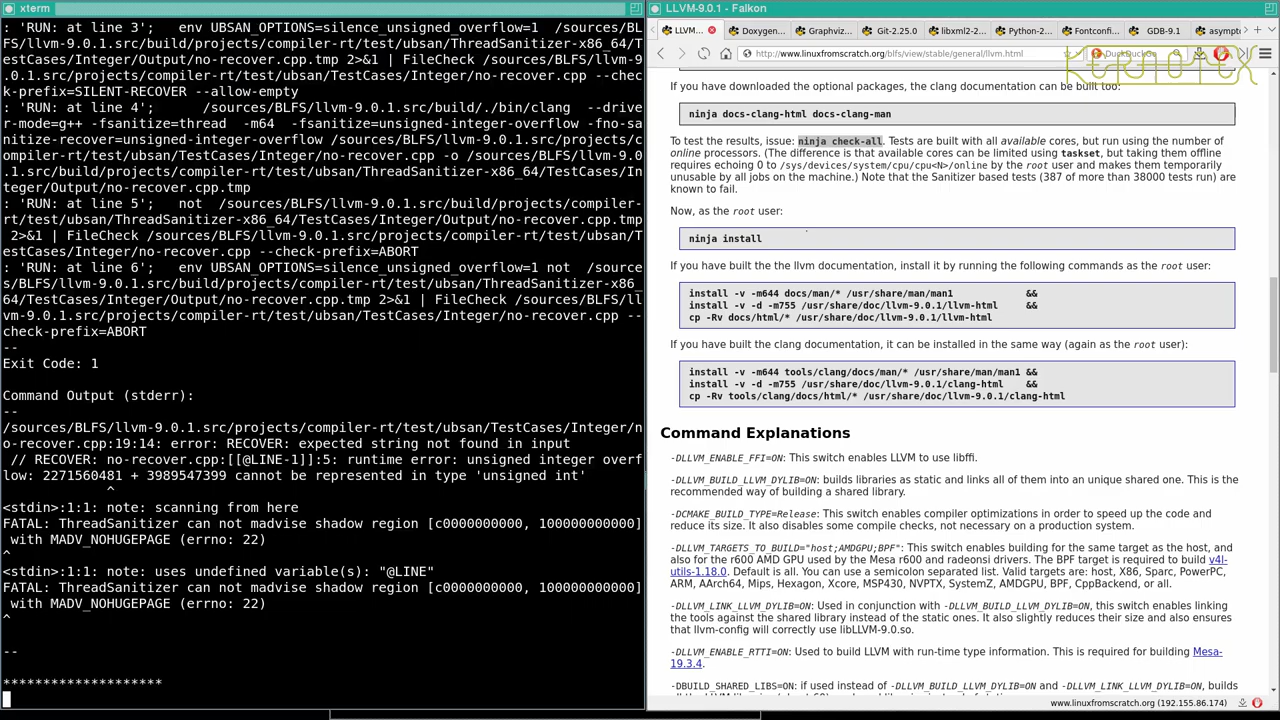 xterm
'RUN: at line 3';   env UBSAN_OPTIONS=silence_unsigned_overflow=1  /sources/BL
FS/llvm-9.0.1.src/build/projects/compiler-rt/test/ubsan/ThreadSanitizer-x86_64/T
estCases/Integer/Output/no-recover.cpp.tmp 2>&1 | FileCheck /sources/BLFS/llvm-9
.0.1.src/projects/compiler-rt/test/ubsan/TestCases/Integer/no-recover.cpp --chec
k-prefix=SILENT-RECOVER --allow-empty
: 'RUN: at line 4';      /sources/BLFS/llvm-9.0.1.src/build/./bin/clang  --drive
r-mode=g++ -fsanitize=thread  -m64  -fsanitize=unsigned-integer-overflow -fno-sa
nitize-recover=unsigned-integer-overflow /sources/BLFS/llvm-9.0.1.src/projects/c
ompiler-rt/test/ubsan/TestCases/Integer/no-recover.cpp -o /sources/BLFS/llvm-9.0
.1.src/build/projects/compiler-rt/test/ubsan/ThreadSanitizer-x86_64/TestCases/In
teger/Output/no-recover.cpp.tmp
: 'RUN: at line 5';   not  /sources/BLFS/llvm-9.0.1.src/build/projects/compiler-
rt/test/ubsan/ThreadSanitizer-x86_64/TestCases/Integer/Output/no-recover.cpp.tmp
 2>&1 | FileCheck /sources/BLFS/llvm-9.0.1.src/projects/compiler-rt/test/ubsan/T
estCases/Integer/no-recover.cpp --check-prefix=ABORT
: 'RUN: at line 6';   env UBSAN_OPTIONS=silence_unsigned_overflow=1 not  /source
s/BLFS/llvm-9.0.1.src/build/projects/compiler-rt/test/ubsan/ThreadSanitizer-x86_
64/TestCases/Integer/Output/no-recover.cpp.tmp 2>&1 | FileCheck /sources/BLFS/ll
vm-9.0.1.src/projects/compiler-rt/test/ubsan/TestCases/Integer/no-recover.cpp --
check-prefix=ABORT
--
Exit Code: 1
Command Output (stderr):
--
/sources/BLFS/llvm-9.0.1.src/projects/compiler-rt/test/ubsan/TestCases/Integer/n
o-recover.cpp:19:14: error: RECOVER: expected string not found in input
 // RECOVER: no-recover.cpp:[[@LINE-1]]:5: runtime error: unsigned integer overf
low: 2271560481 + 3989547399 cannot be represented in type 'unsigned int'
             ^
<stdin>:1:1: note: scanning from here
FATAL: ThreadSanitizer can not madvise shadow region [c0000000000, 100000000000]
 with MADV_NOHUGEPAGE (errno: 22)
^
<stdin>:1:1: note: uses undefined variable(s): "@LINE"
FATAL: ThreadSanitizer can not madvise shadow region [c0000000000, 100000000000]
 with MADV_NOHUGEPAGE (errno: 22)
^
--
********************
LLVM-9.0.1 - Falkon
LLVM... Doxygen... Graphviz... Git-2.25.0 libxml2-... Python-2... Fontconf... GDB-9.1 asympt
http://www.linuxfromscratch.org/blfs/view/stable/general/llvm.html DuckDuckGo
KERNOTEX
If you have downloaded the optional packages, the clang documentation can be built too:
ninja docs-clang-html docs-clang-man
To test the results, issue: ninja check-all. Tests are built with all available cores, but run using the number of
online processors. (The difference is that available cores can be limited using taskset, but taking them offline
requires echoing 0 to /sys/devices/system/cpu/cpu<N>/online by the root user and makes them temporarily
unusable by all jobs on the machine.) Note that the Sanitizer based tests (387 of more than 38000 tests run) are
known to fail.
Now, as the root user:
ninja install
If you have built the the llvm documentation, install it by running the following commands as the root user:
install -v -m644 docs/man/* /usr/share/man/man1             &&
install -v -d -m755 /usr/share/doc/llvm-9.0.1/llvm-html     &&
cp -Rv docs/html/* /usr/share/doc/llvm-9.0.1/llvm-html
If you have built the clang documentation, it can be installed in the same way (again as the root user):
install -v -m644 tools/clang/docs/man/* /usr/share/man/man1 &&
install -v -d -m755 /usr/share/doc/llvm-9.0.1/clang-html    &&
cp -Rv tools/clang/docs/html/* /usr/share/doc/llvm-9.0.1/clang-html
Command Explanations
-DLLVM_ENABLE_FFI=ON: This switch enables LLVM to use libffi.
-DLLVM_BUILD_LLVM_DYLIB=ON: builds libraries as static and links all of them into an unique shared one. This is the
recommended way of building a shared library.
-DCMAKE_BUILD_TYPE=Release: This switch enables compiler optimizations in order to speed up the code and
reduce its size. It also disables some compile checks, not necessary on a production system.
-DLLVM_TARGETS_TO_BUILD="host;AMDGPU;BPF": This switch enables building for the same target as the host, and
also for the r600 AMD GPU used by the Mesa r600 and radeonsi drivers. The BPF target is required to build v4l-
utils-1.18.0. Default is all. You can use a semicolon separated list. Valid targets are: host, X86, Sparc, PowerPC,
ARM, AArch64, Mips, Hexagon, Xcore, MSP430, NVPTX, SystemZ, AMDGPU, BPF, CppBackend, or all.
-DLLVM_LINK_LLVM_DYLIB=ON: Used in conjunction with -DLLVM_BUILD_LLVM_DYLIB=ON, this switch enables linking
the tools against the shared library instead of the static ones. It also slightly reduces their size and also ensures
that llvm-config will correctly use libLLVM-9.0.so.
-DLLVM_ENABLE_RTTI=ON: Used to build LLVM with run-time type information. This is required for building Mesa-
19.3.4.
-DBUILD_SHARED_LIBS=ON: if used instead of -DLLVM_BUILD_LLVM_DYLIB=ON and -DLLVM_LINK_LLVM_DYLIB=ON, builds
www.linuxfromscratch.org (192.155.86.174)